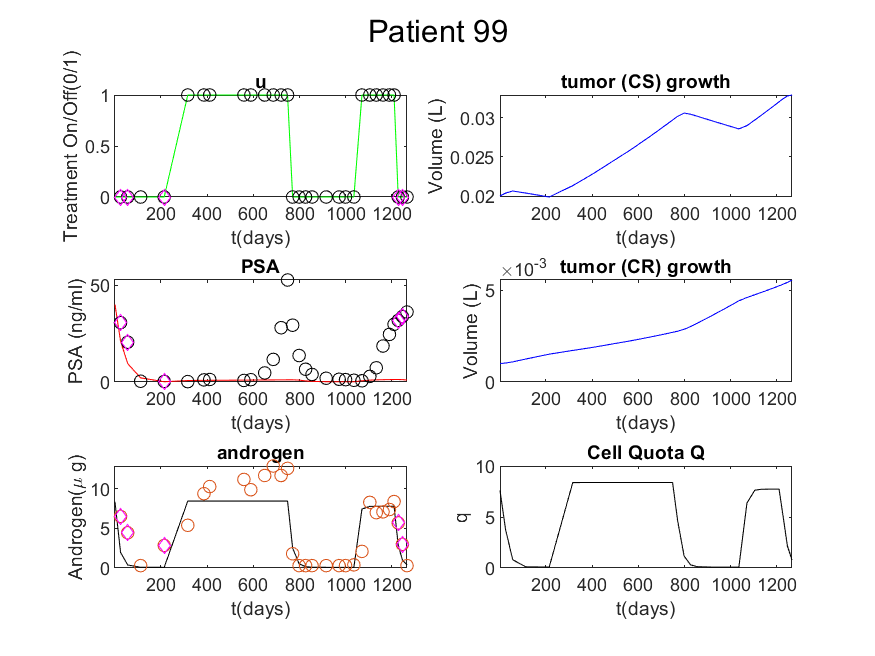 Patient 99
u
Treatment On/Off(0/1)
1
0.5
0
200 400 600 800 1000 1200
t(days)
tumor (CS) growth
Volume (L)
0.03
0.025
0.02
200 400 600 800 1000 1200
t(days)
PSA
PSA (ng/ml)
50
0
200 400 600 800 1000 1200
t(days)
×10-3 tumor (CR) growth
Volume (L)
5
0
200 400 600 800 1000 1200
t(days)
androgen
Androgen(μ g)
10
5
0
200 400 600 800 1000 1200
t(days)
Cell Quota Q
q
10
5
0
200 400 600 800 1000 1200
t(days)